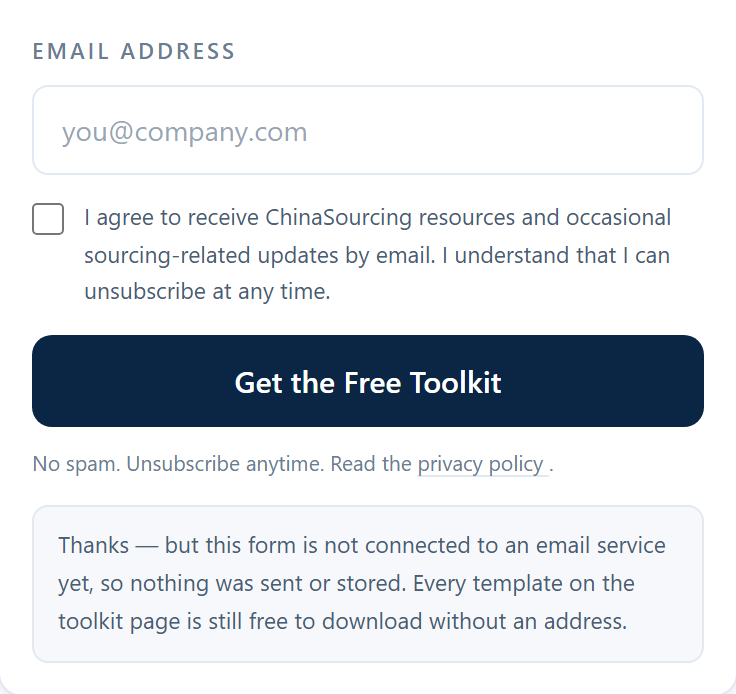 EMAIL ADDRESS
you@company.com
I agree to receive ChinaSourcing resources and occasional
sourcing-related updates by email. I understand that I can
unsubscribe at any time.
Get the Free Toolkit
No spam. Unsubscribe anytime. Read the privacy policy .
Thanks — but this form is not connected to an email service
yet, so nothing was sent or stored. Every template on the
toolkit page is still free to download without an address.